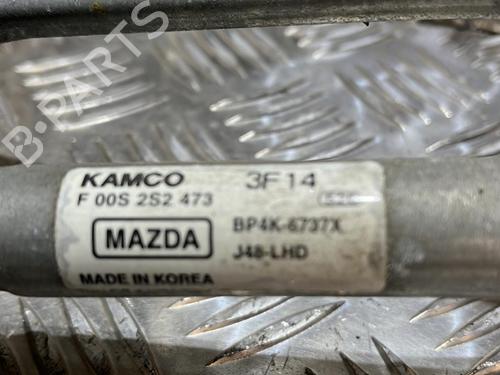 B-PARTS
KAMCO 3F14
F 00S 2S2 473
MAZDA
BP4K-6737X
J48-LHD
MADE IN KOREA